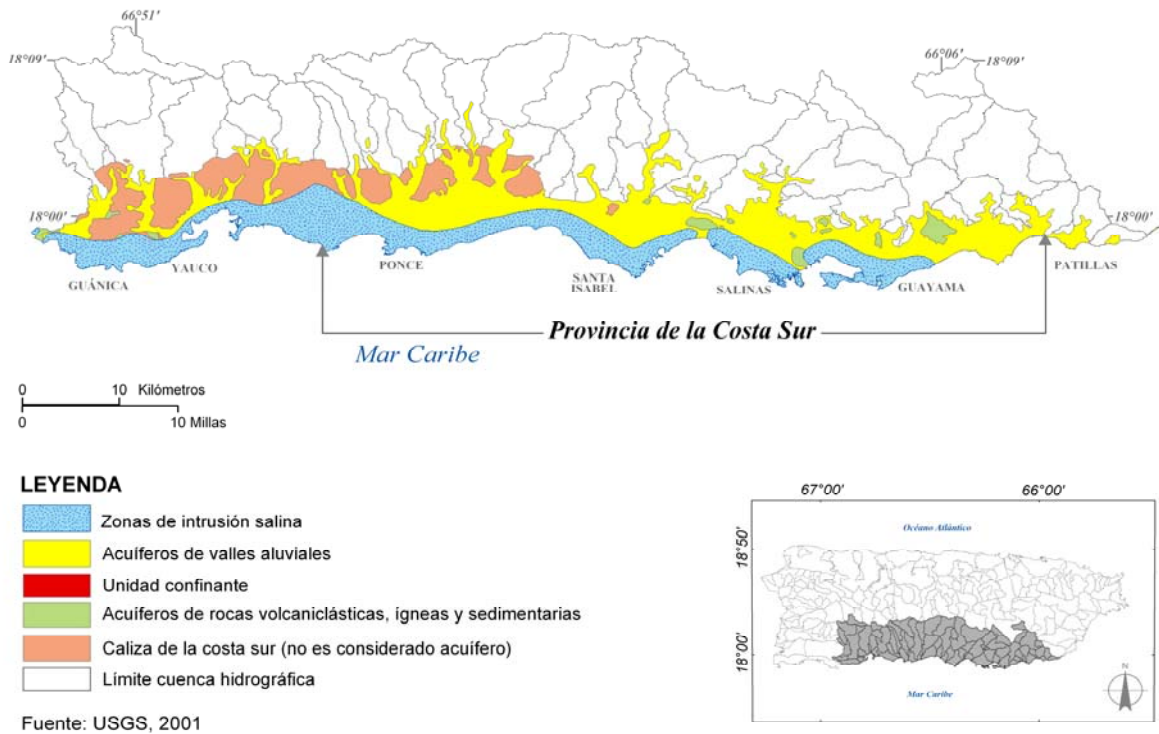 66°51'
18°09'
66°06'
18°09'
18°00'
18°00'
GUÁNICA
YAUCO
PONCE
SANTA
ISABEL
SALINAS
GUAYAMA
PATILLAS
Provincia de la Costa Sur
Mar Caribe
0 10 Kilómetros
0 10 Millas
LEYENDA
Zonas de intrusión salina
Acuíferos de valles aluviales
Unidad confinante
Acuíferos de rocas volcaniclásticas, ígneas y sedimentarias
Caliza de la costa sur (no es considerado acuífero)
Límite cuenca hidrográfica
Fuente: USGS, 2001
67°00' 66°00'
Océano Atlántico
18°50'
18°00'
Mar Caribe
N